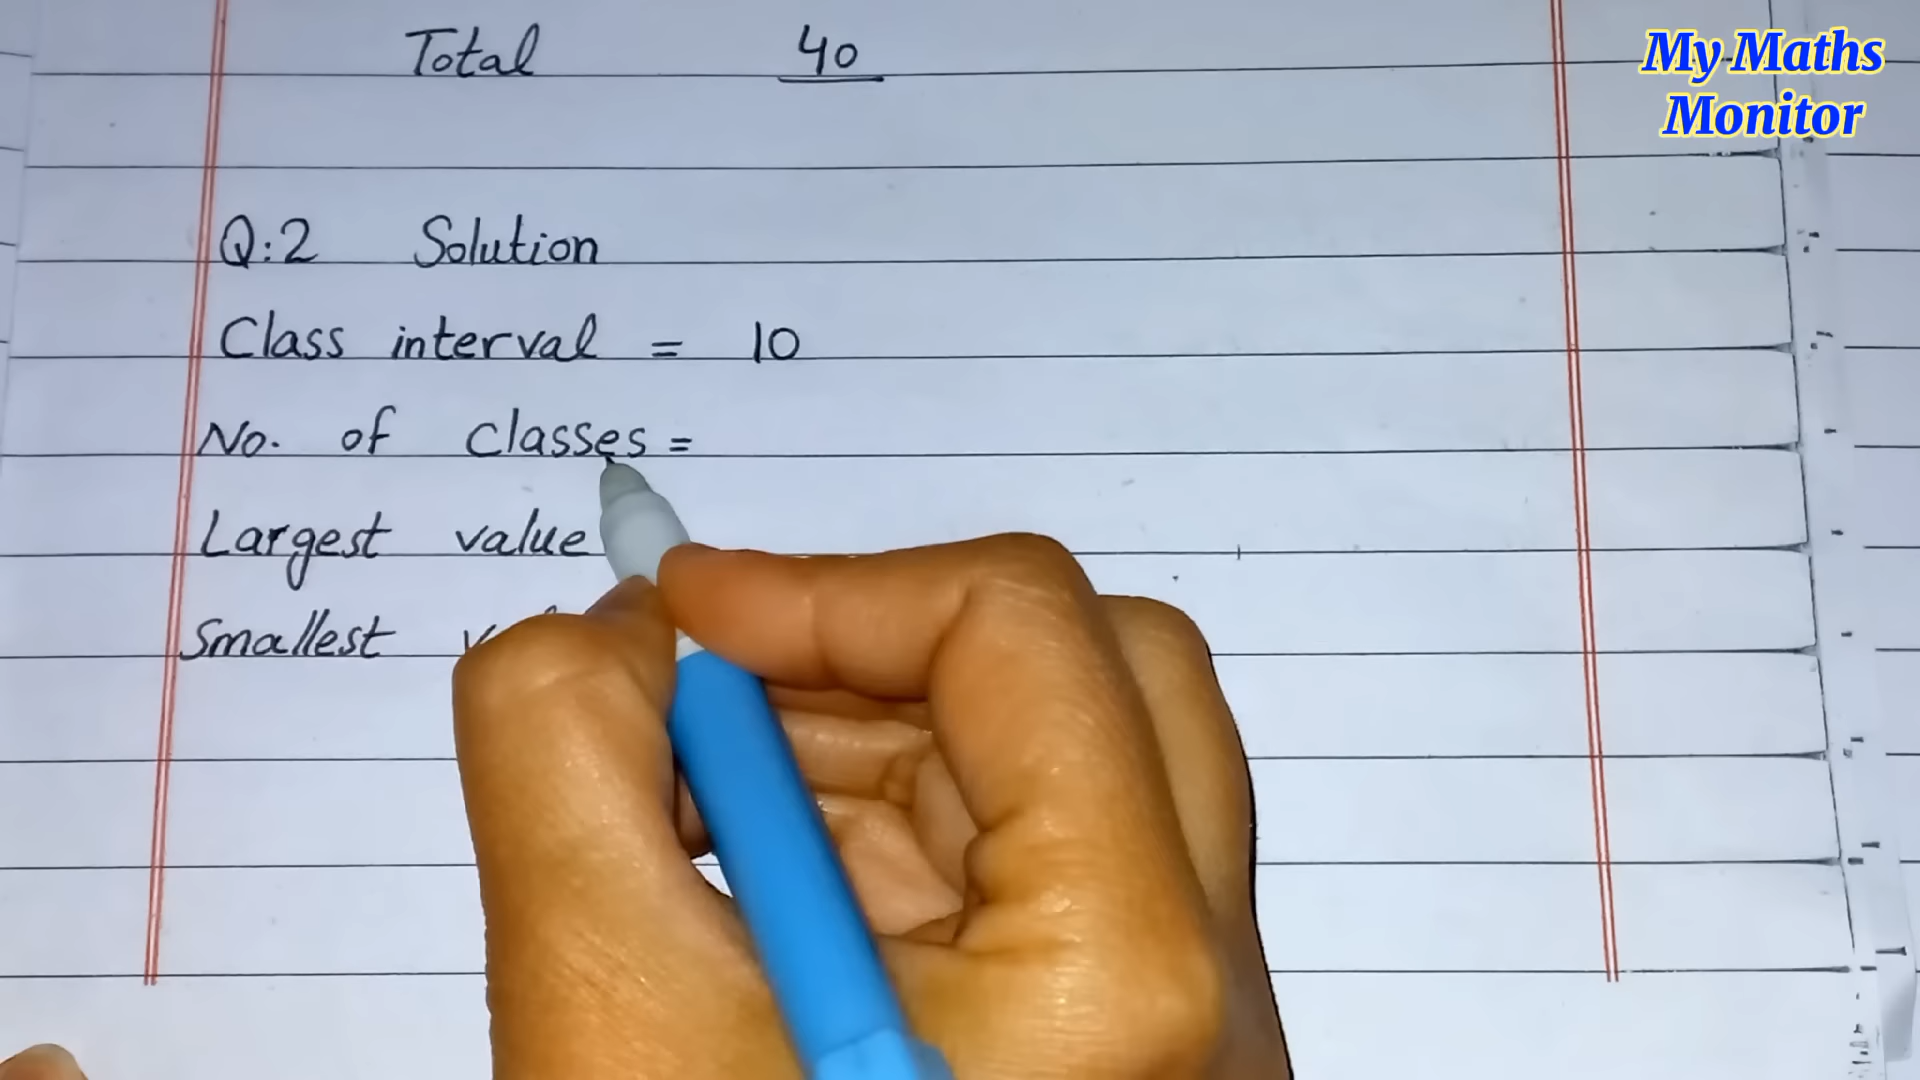 Total 40
My Maths
Monitor
Q:2 Solution
Class interval = 10
No. of classes =
Largest value
Smallest